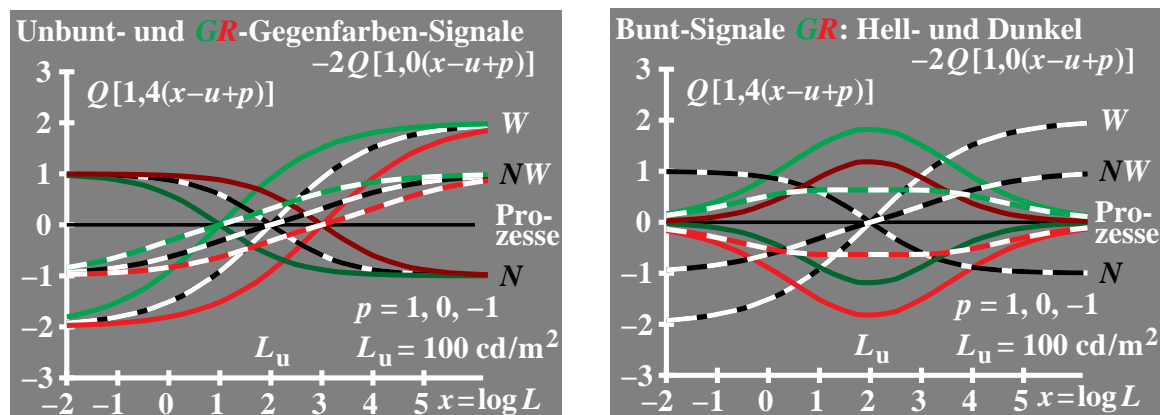 Unbunt- und GR-Gegenfarben-Signale
−2Q[1,0(x−u+p)]
Q[1,4(x−u+p)]
3
2
1
0
−1
−2
−3
W
NW
Pro-
zesse
N
p = 1, 0, −1
Lu
Lu = 100 cd/m²
−2 −1 0 1 2 3 4 5 x = log L
Bunt-Signale GR: Hell- und Dunkel
−2Q[1,0(x−u+p)]
Q[1,4(x−u+p)]
3
2
1
0
−1
−2
−3
W
NW
Pro-
zesse
N
p = 1, 0, −1
Lu
Lu = 100 cd/m²
−2 −1 0 1 2 3 4 5 x = log L